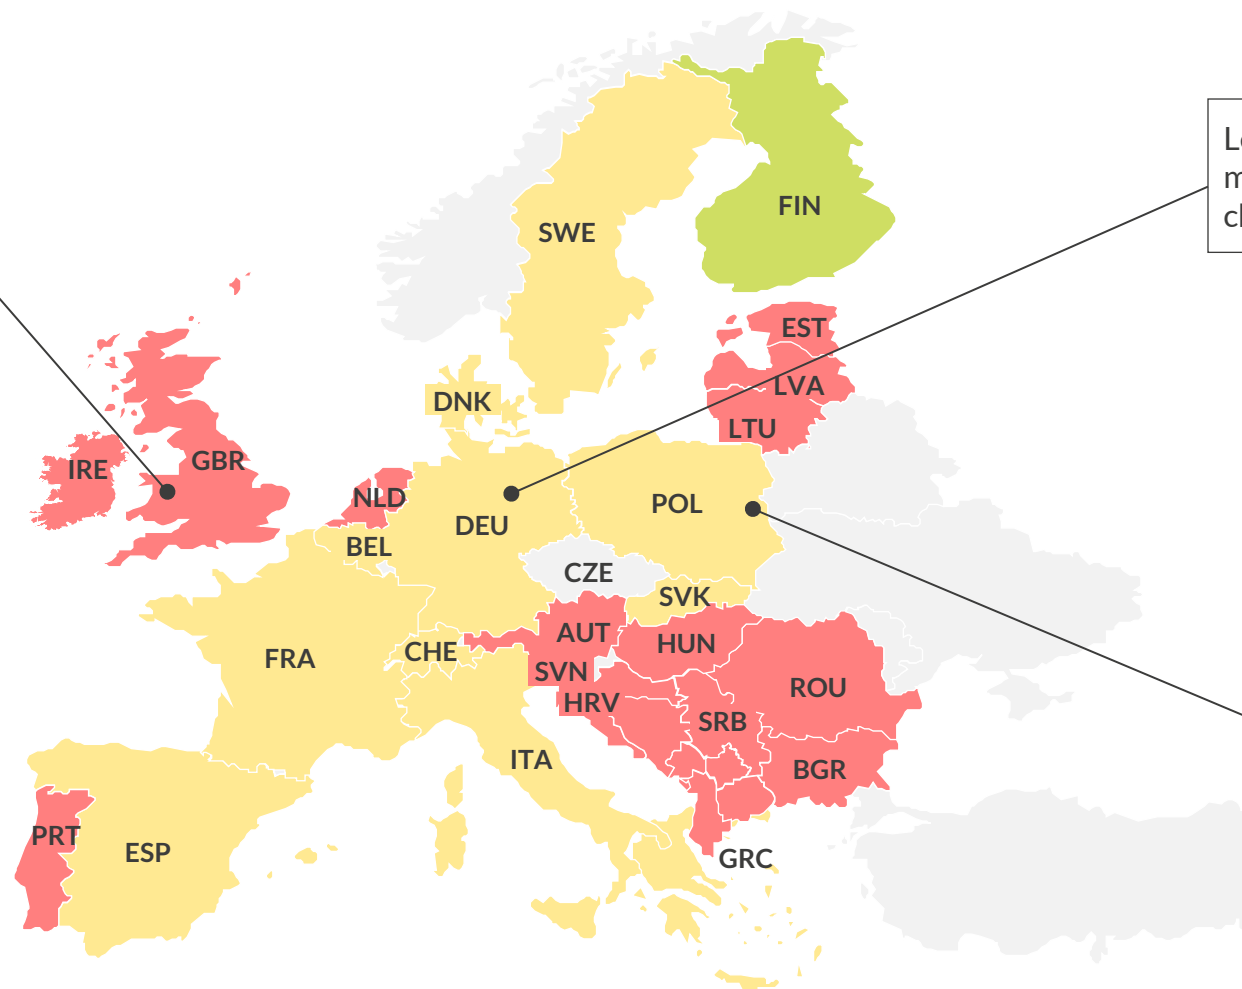 FIN
SWE
EST
LVA
DNK
LTU
IRE
GBR
NLD
POL
DEU
BEL
CZE
SVK
AUT
HUN
CHE
FRA
SVN
ROU
HRV
SRB
ITA
BGR
PRT
ESP
GRC